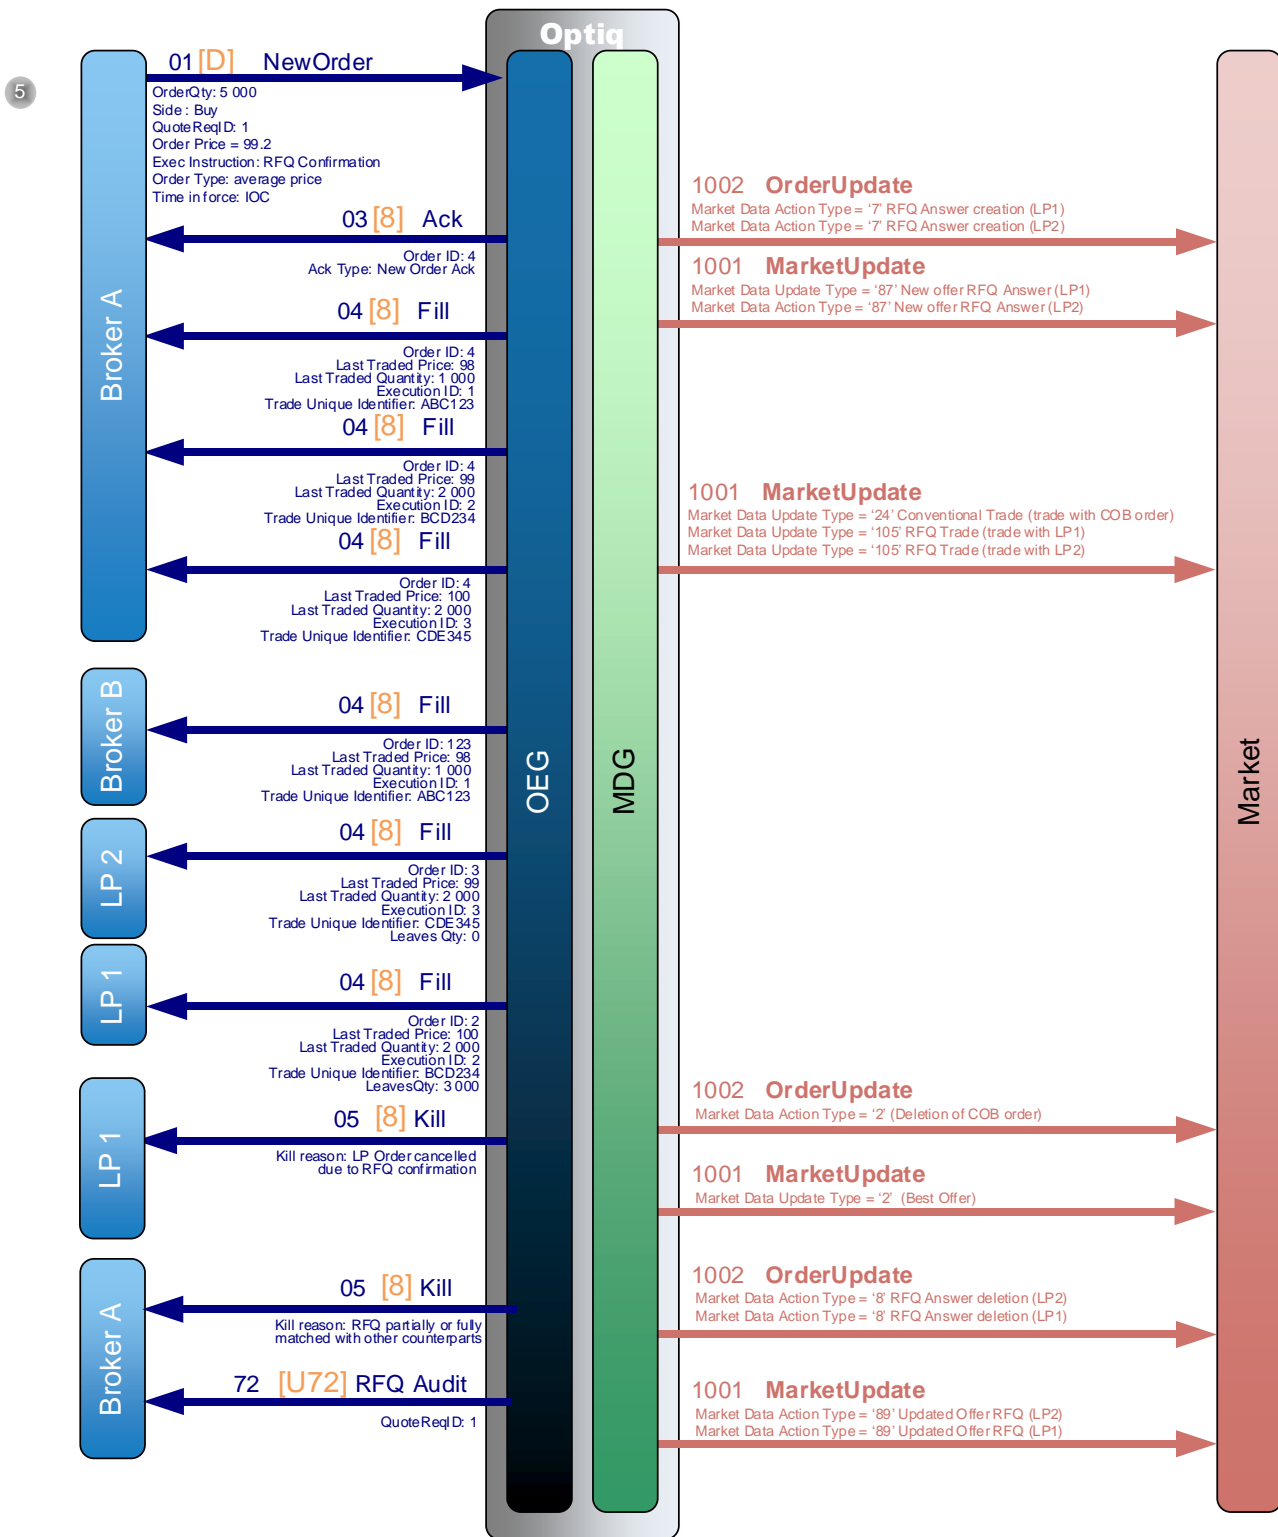 Optiq
5
01 [D] NewOrder
OrderQty: 5 000
Side : Buy
QuoteReqID: 1
Order Price = 99.2
Exec Instruction: RFQ Confirmation
Order Type: average price
Time in force: IOC
03 [8] Ack
Order ID: 4
Ack Type: New Order Ack
04 [8] Fill
Order ID: 4
Last Traded Price: 98
Last Traded Quantity: 1 000
Execution ID: 1
Trade Unique Identifier: ABC123
04 [8] Fill
Order ID: 4
Last Traded Price: 99
Last Traded Quantity: 2 000
Execution ID: 2
Trade Unique Identifier: BCD234
04 [8] Fill
Order ID: 4
Last Traded Price: 100
Last Traded Quantity: 2 000
Execution ID: 3
Trade Unique Identifier: CDE345
Broker A
04 [8] Fill
Order ID: 123
Last Traded Price: 98
Last Traded Quantity: 1 000
Execution ID: 1
Trade Unique Identifier: ABC123
Broker B
04 [8] Fill
Order ID: 3
Last Traded Price: 99
Last Traded Quantity: 2 000
Execution ID: 3
Trade Unique Identifier: CDE345
Leaves Qty: 0
LP 2
04 [8] Fill
Order ID: 2
Last Traded Price: 100
Last Traded Quantity: 2 000
Execution ID: 2
Trade Unique Identifier: BCD234
LeavesQty: 3 000
LP 1
05 [8] Kill
Kill reason: LP Order cancelled
due to RFQ confirmation
LP 1
05 [8] Kill
Kill reason: RFQ partially or fully
matched with other counterparts
72 [U72] RFQ Audit
QuoteReqID: 1
Broker A
OEG
MDG
1002 OrderUpdate
Market Data Action Type = ‘7’ RFQ Answer creation (LP1)
Market Data Action Type = ‘7’ RFQ Answer creation (LP2)
1001 MarketUpdate
Market Data Update Type = ‘87’ New offer RFQ Answer (LP1)
Market Data Action Type = ‘87’ New offer RFQ Answer (LP2)
1001 MarketUpdate
Market Data Update Type = ‘24’ Conventional Trade (trade with COB order)
Market Data Update Type = ‘105’ RFQ Trade (trade with LP1)
Market Data Update Type = ‘105’ RFQ Trade (trade with LP2)
1002 OrderUpdate
Market Data Action Type = ‘2’ (Deletion of COB order)
1001 MarketUpdate
Market Data Update Type = ‘2’ (Best Offer)
1002 OrderUpdate
Market Data Action Type = ‘8’ RFQ Answer deletion (LP2)
Market Data Action Type = ‘8’ RFQ Answer deletion (LP1)
1001 MarketUpdate
Market Data Action Type = ‘89’ Updated Offer RFQ (LP2)
Market Data Action Type = ‘89’ Updated Offer RFQ (LP1)
Market